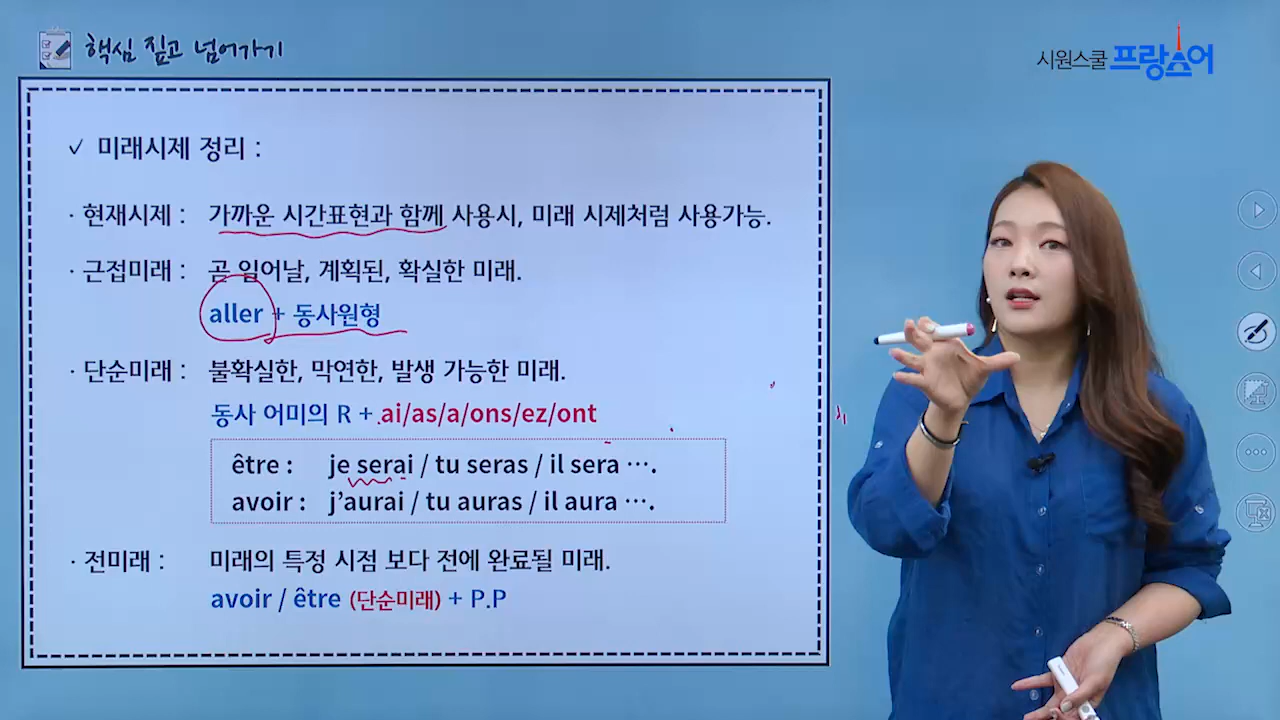 핵심 짚고 넘어가기
시원스쿨 프랑스어
✓ 미래시제 정리 :
· 현재시제 : 가까운 시간표현과 함께 사용시, 미래 시제처럼 사용가능.
· 근접미래 : 곧 일어날, 계획된, 확실한 미래.
aller + 동사원형
· 단순미래 : 불확실한, 막연한, 발생 가능한 미래.
동사 어미의 R + ai/as/a/ons/ez/ont
être : je serai / tu seras / il sera ….
avoir : j’aurai / tu auras / il aura ….
· 전미래 : 미래의 특정 시점 보다 전에 완료될 미래.
avoir / être (단순미래) + P.P